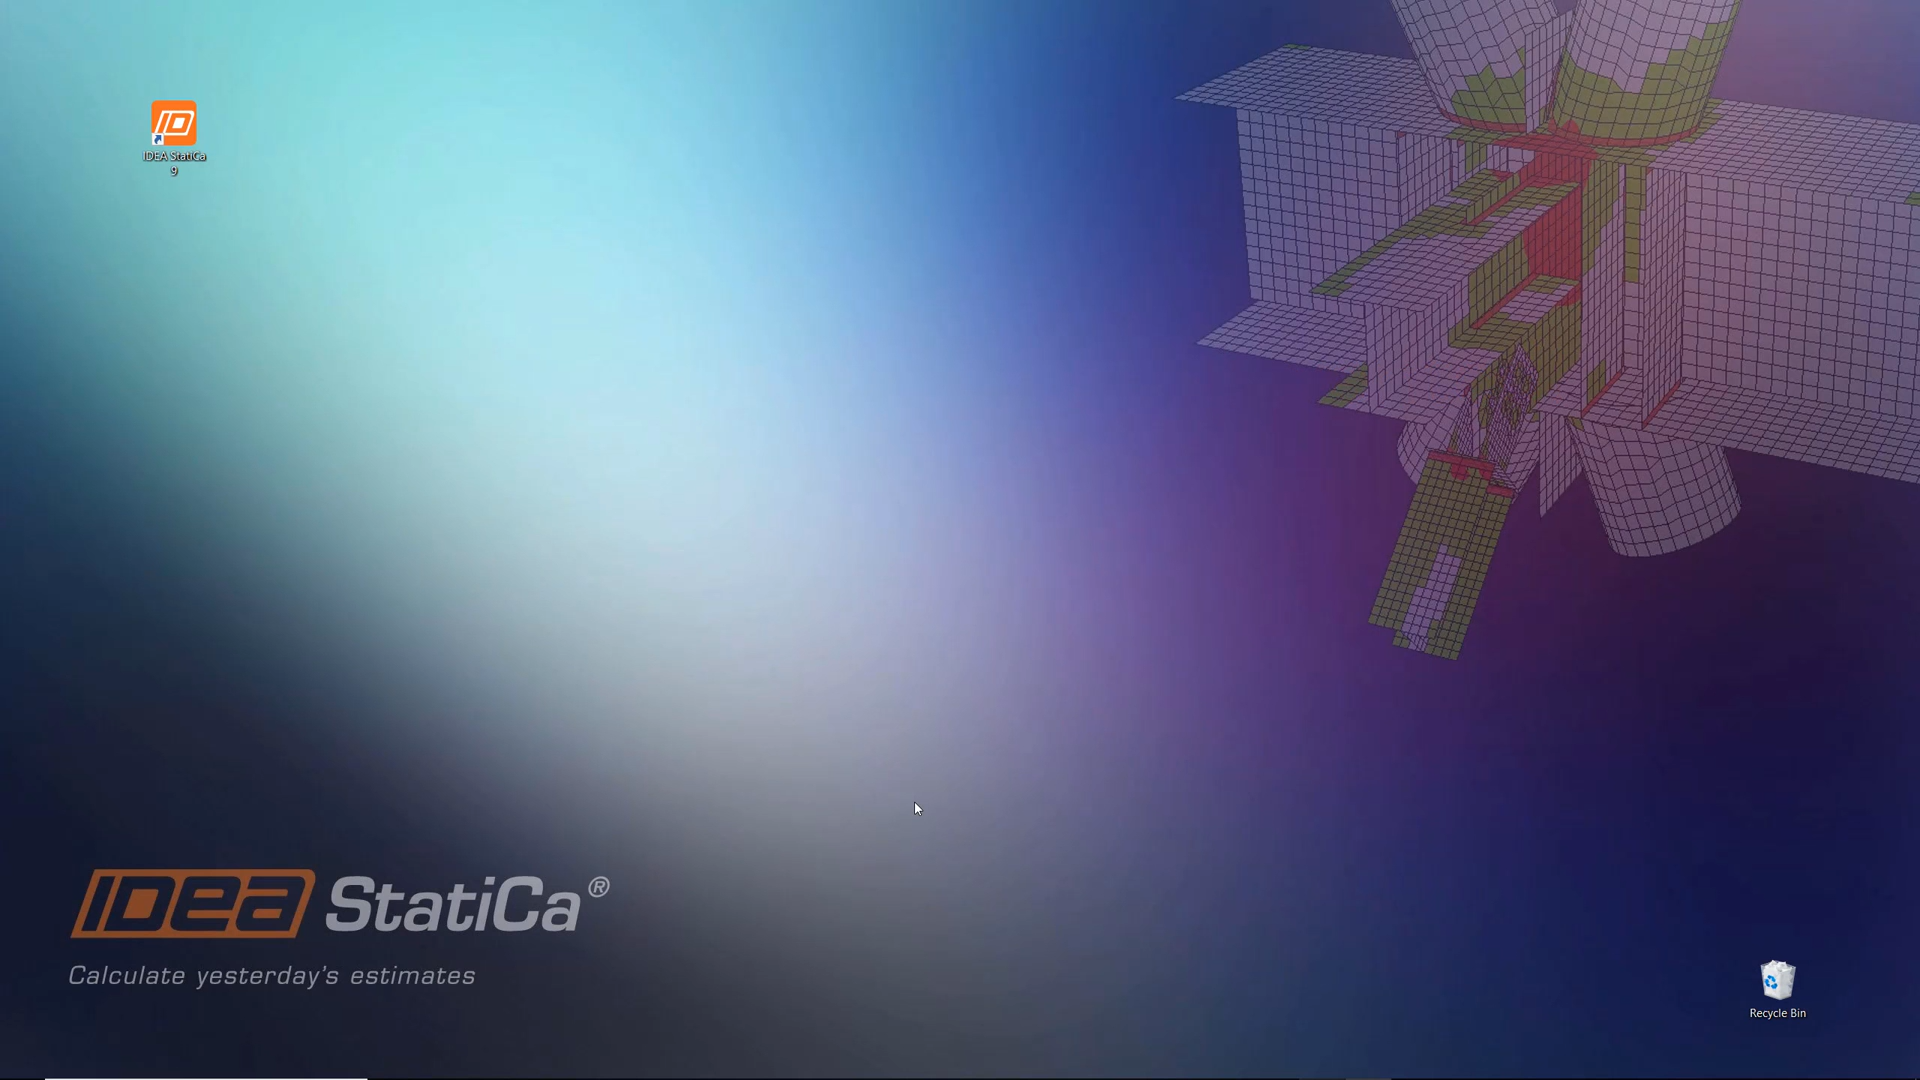 IDEA StatiCa
9
IDEA StatiCa®
Calculate yesterday's estimates
Recycle Bin